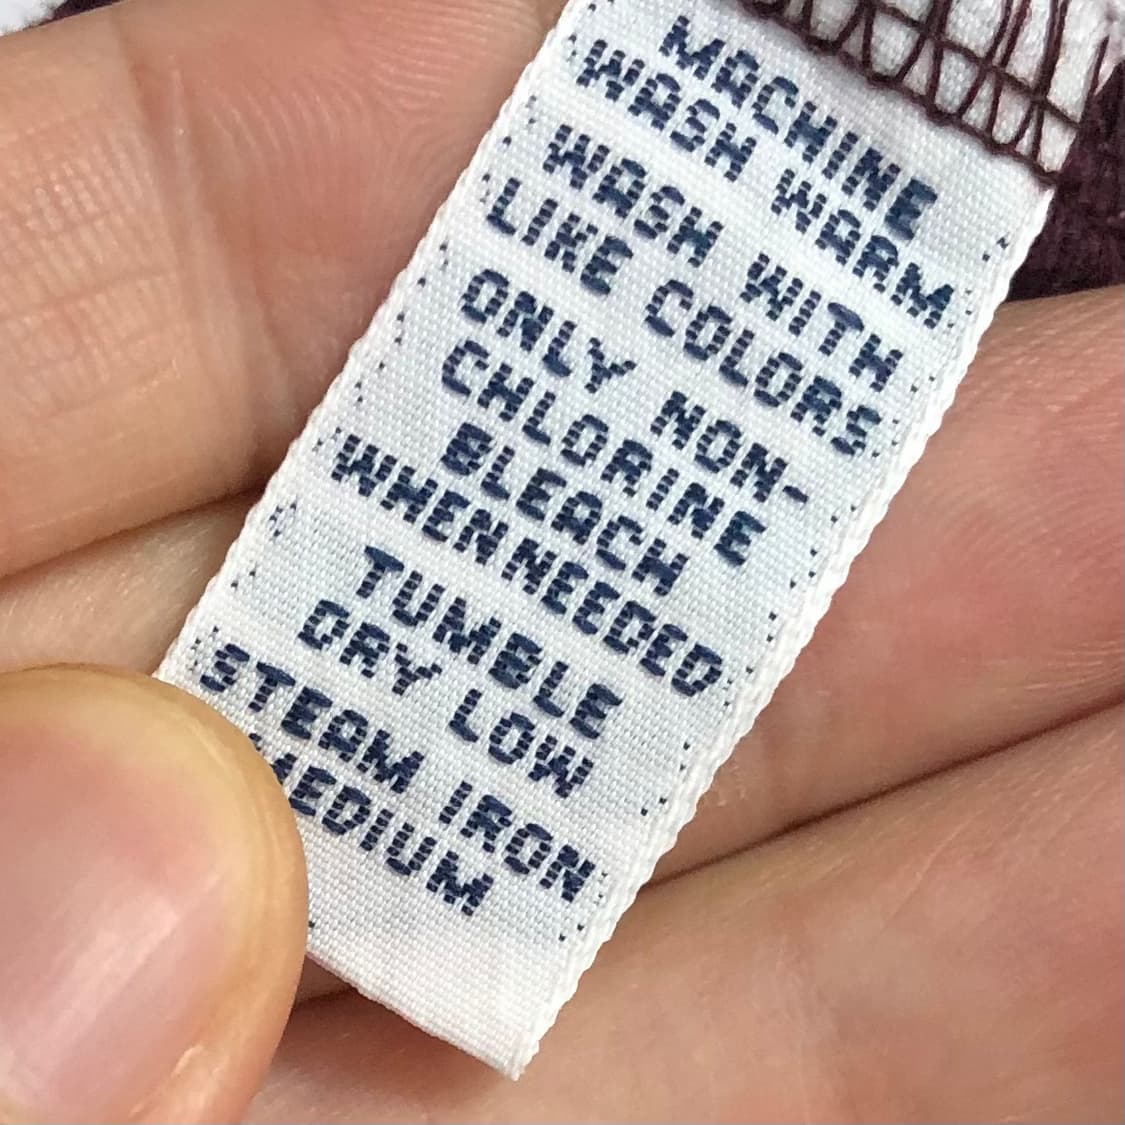 MACHINE
WASH WARM
WASH WITH
LIKE COLORS
ONLY NON-
CHLORINE
BLEACH
WHEN NEEDED
TUMBLE
DRY LOW
STEAM IRON
MEDIUM